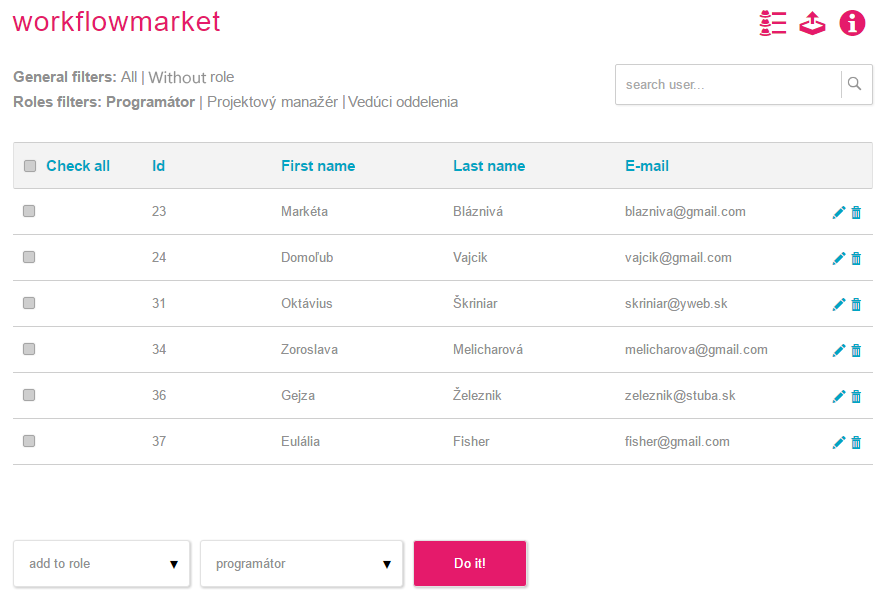 workflowmarket
General filters: All | Without role
Roles filters: Programátor | Projektový manažér | Vedúci oddelenia
search user...
Check all Id First name Last name E-mail
23 Markéta Bláznivá blazniva@gmail.com
24 Domoľub Vajcik vajcik@gmail.com
31 Oktávius Škriniar skriniar@yweb.sk
34 Zoroslava Melicharová melicharova@gmail.com
36 Gejza Železnik zeleznik@stuba.sk
37 Eulália Fisher fisher@gmail.com
add to role programátor Do it!